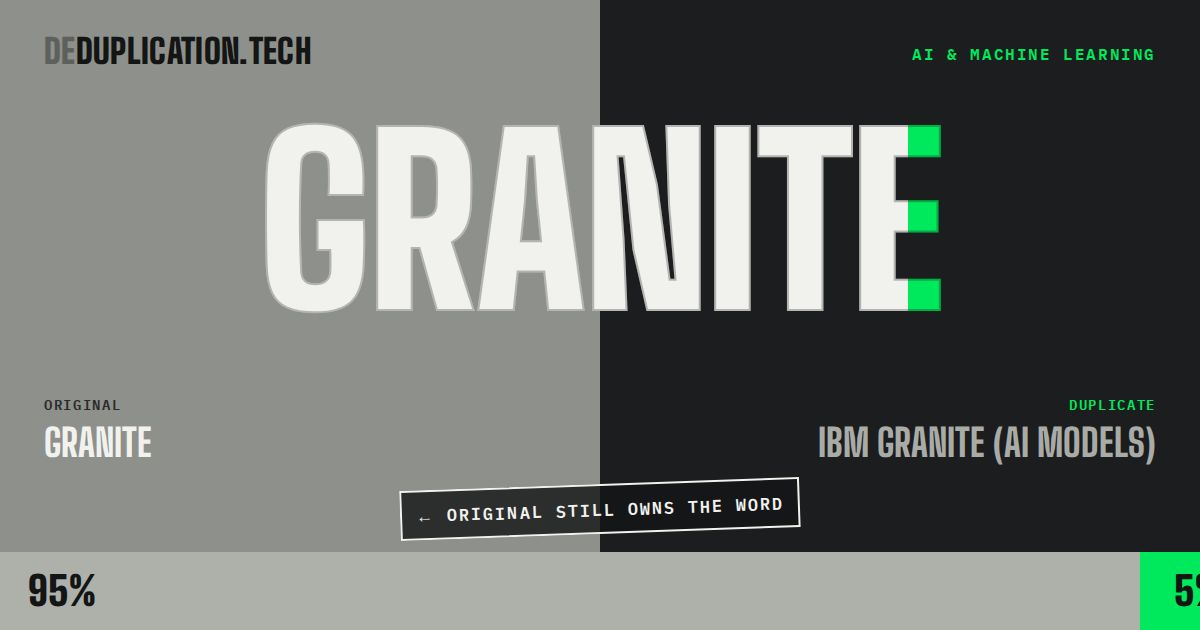 DEDUPLICATION.TECH
AI & MACHINE LEARNING
GRANITE
ORIGINAL
GRANITE
DUPLICATE
IBM GRANITE (AI MODELS)
← ORIGINAL STILL OWNS THE WORD
95%
5%